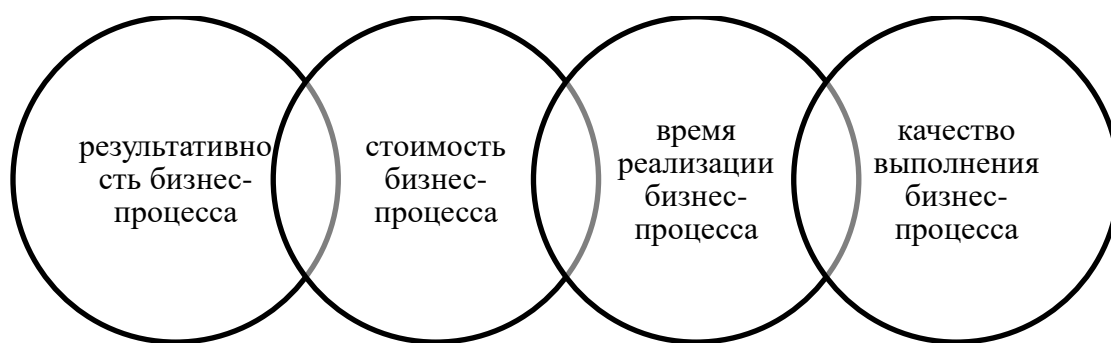 результативно
сть бизнес-
процесса
стоимость
бизнес-
процесса
время
реализации
бизнес-
процесса
качество
выполнения
бизнес-
процесса